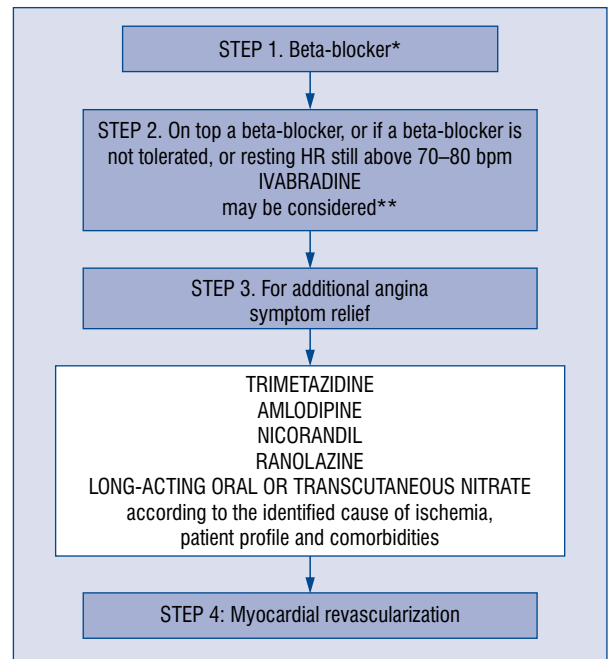 STEP 1. Beta-blocker*
STEP 2. On top a beta-blocker, or if a beta-blocker is
not tolerated, or resting HR still above 70–80 bpm
IVABRADINE
may be considered**
STEP 3. For additional angina
symptom relief
TRIMETAZIDINE
AMLODIPINE
NICORANDIL
RANOLAZINE
LONG-ACTING ORAL OR TRANSCUTANEOUS NITRATE
according to the identified cause of ischemia,
patient profile and comorbidities
STEP 4: Myocardial revascularization